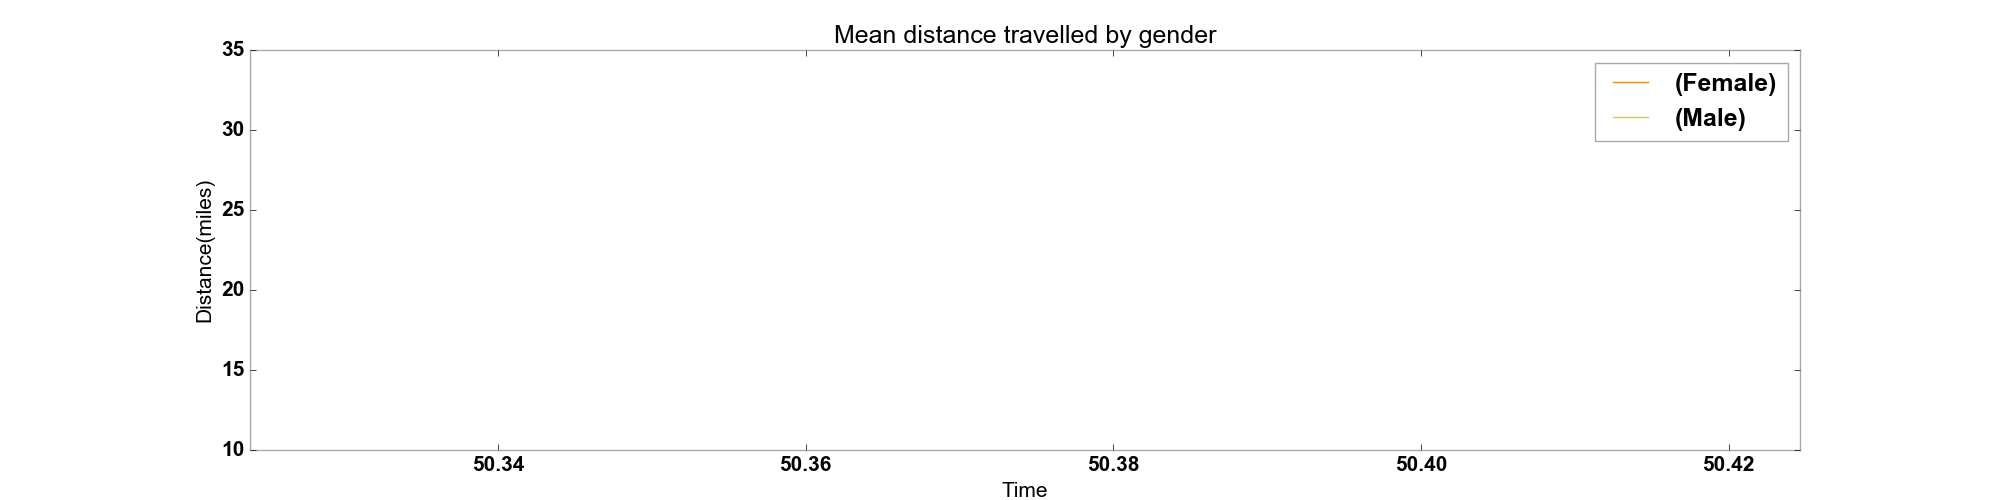 Mean distance travelled by gender
35
30
25
20
15
10
Distance(miles)
(Female)
(Male)
50.34 50.36 50.38 50.40 50.42
Time